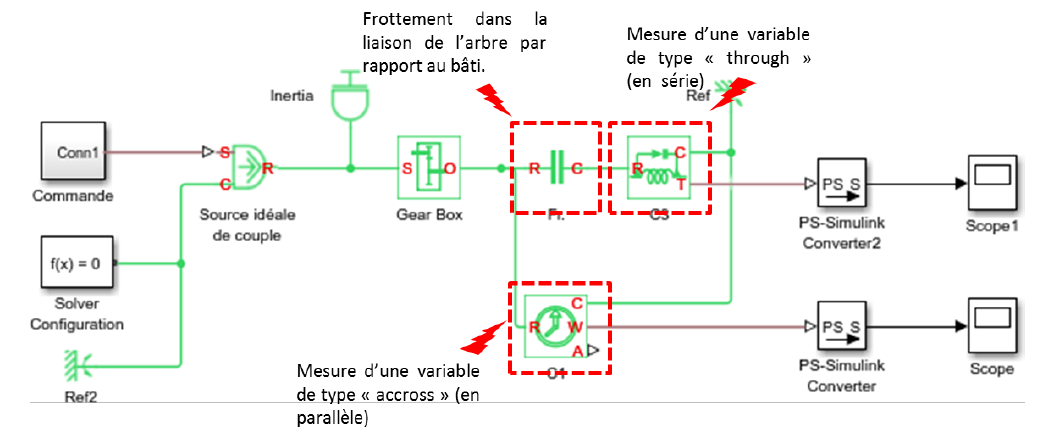 Frottement dans la
liaison de l'arbre par
rapport au bâti.
Mesure d'une variable
de type « through »
(en série)
Inertia
Ref
Conn1
Commande
S
R
C
Source idéale
de couple
S
O
Gear Box
R
C
Fr.
R
C
T
C3
PS S
PS-Simulink
Converter2
Scope1
f(x) = 0
Solver
Configuration
Ref2
C
R
W
A
C1
PS S
PS-Simulink
Converter
Scope
Mesure d'une variable
de type « accross » (en
parallèle)